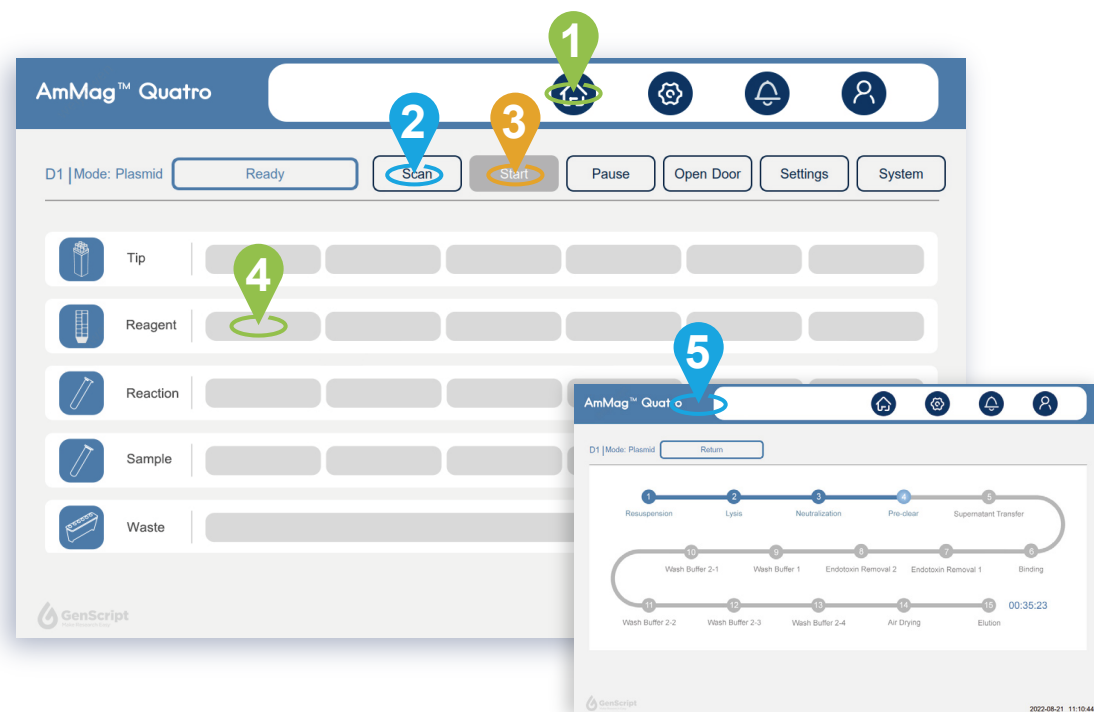 1
2
3
AmMag™ Quatro
D1 | Mode: Plasmid Ready Scan Start Pause Open Door Settings System
Tip
4
Reagent
5
Reaction
Sample
Waste
GenScript
AmMag™ Quatro
D1 | Mode: Plasmid Return
1 2 3 4 5
Resuspension Lysis Neutralization Pre-clear Supernatant Transfer
10 9 8 7 6
Wash Buffer 2-1 Wash Buffer 1 Endotoxin Removal 2 Endotoxin Removal 1 Binding
11 12 13 14 15 00:35:23
Wash Buffer 2-2 Wash Buffer 2-3 Wash Buffer 2-4 Air Drying Elution
GenScript
2022-08-21 11:10:44